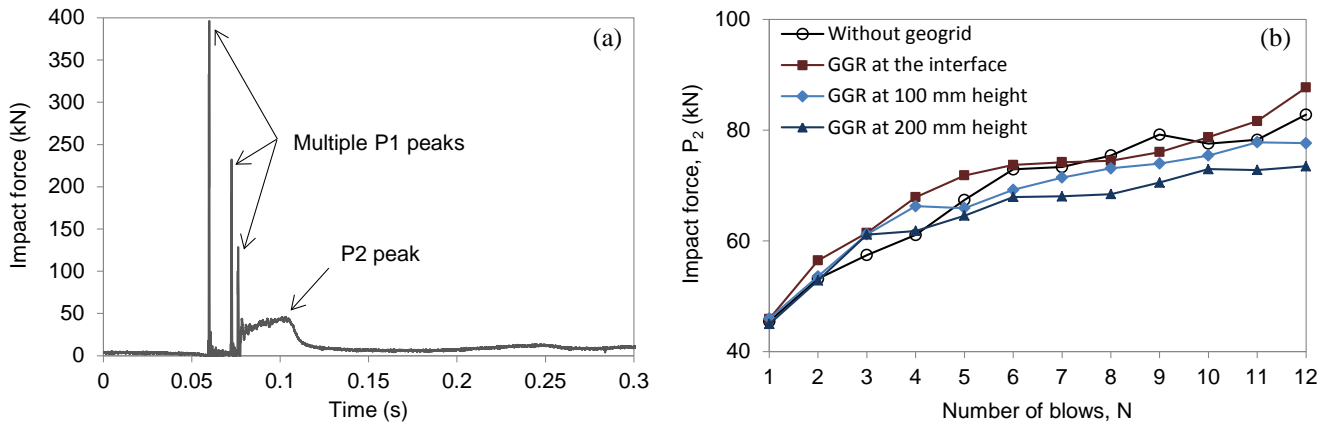 (a)
Impact force (kN)
400
350
300
250
200
150
100
50
0
Multiple P1 peaks
P2 peak
0 0.05 0.1 0.15 0.2 0.25 0.3
Time (s)
(b)
Impact force, P2 (kN)
100
80
60
40
Without geogrid
GGR at the interface
GGR at 100 mm height
GGR at 200 mm height
1 2 3 4 5 6 7 8 9 10 11 12
Number of blows, N